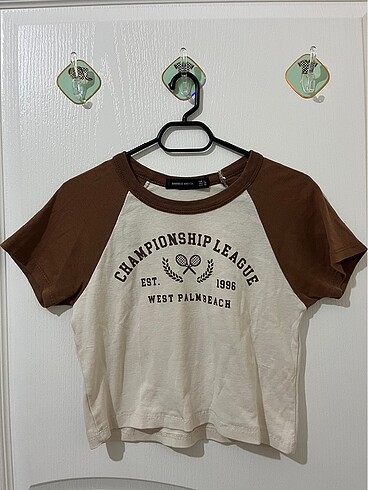 CHAMPIONSHIP LEAGUE
EST. 1996
WEST PALMBEACH